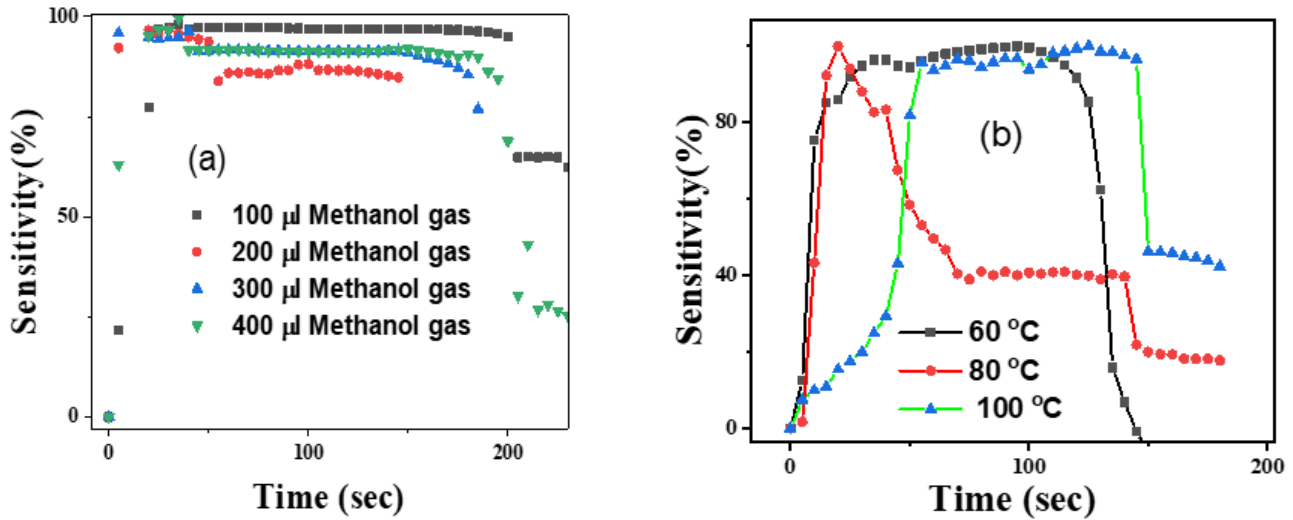 100
50
0
Sensitivity(%)
(a)
100 µl Methanol gas
200 µl Methanol gas
300 µl Methanol gas
400 µl Methanol gas
0
100
200
Time (sec)
80
40
0
Sensitivity(%)
(b)
60 °C
80 °C
100 °C
0
100
200
Time (sec)